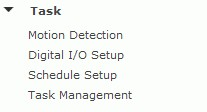 Task
Motion Detection
Digital I/O Setup
Schedule Setup
Task Management